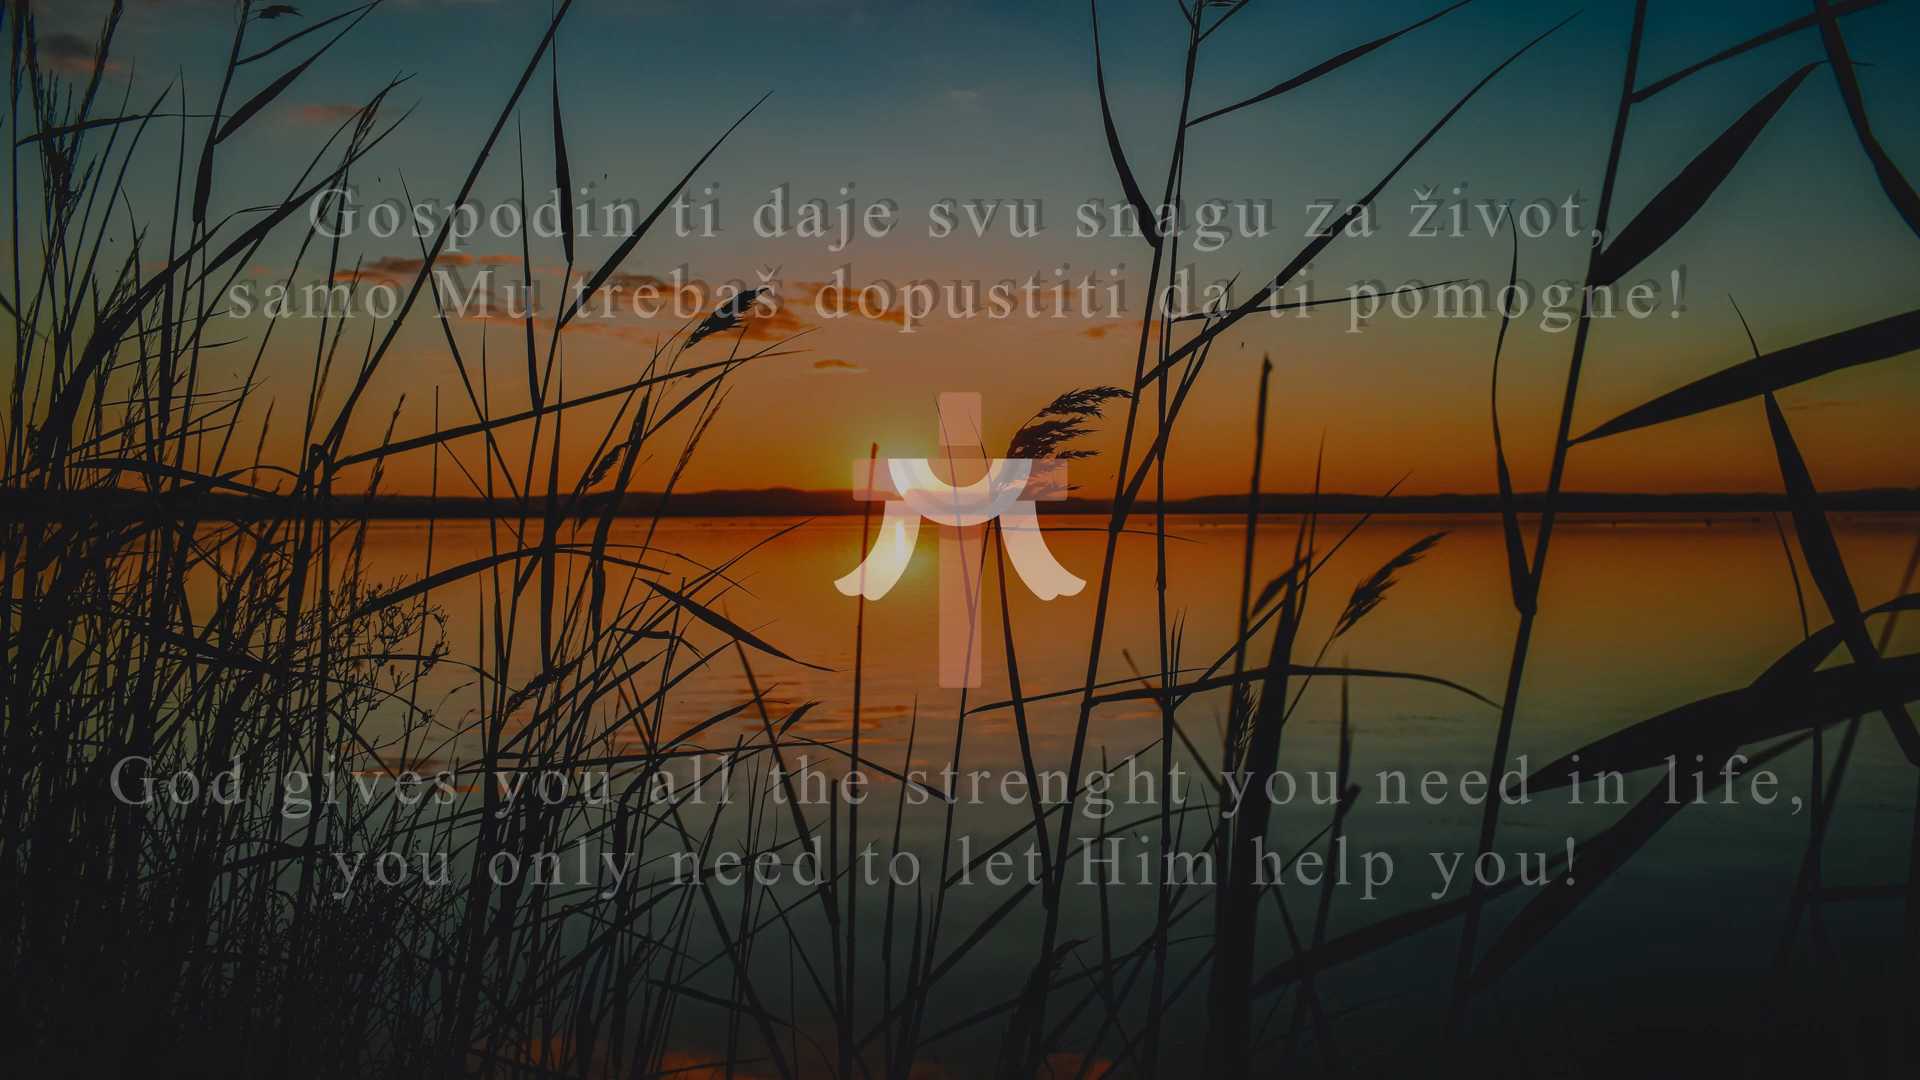 Gospodin ti daje svu snagu za život,
samo Mu trebaš dopustiti da ti pomogne!
God gives you all the strenght you need in life,
you only need to let Him help you!